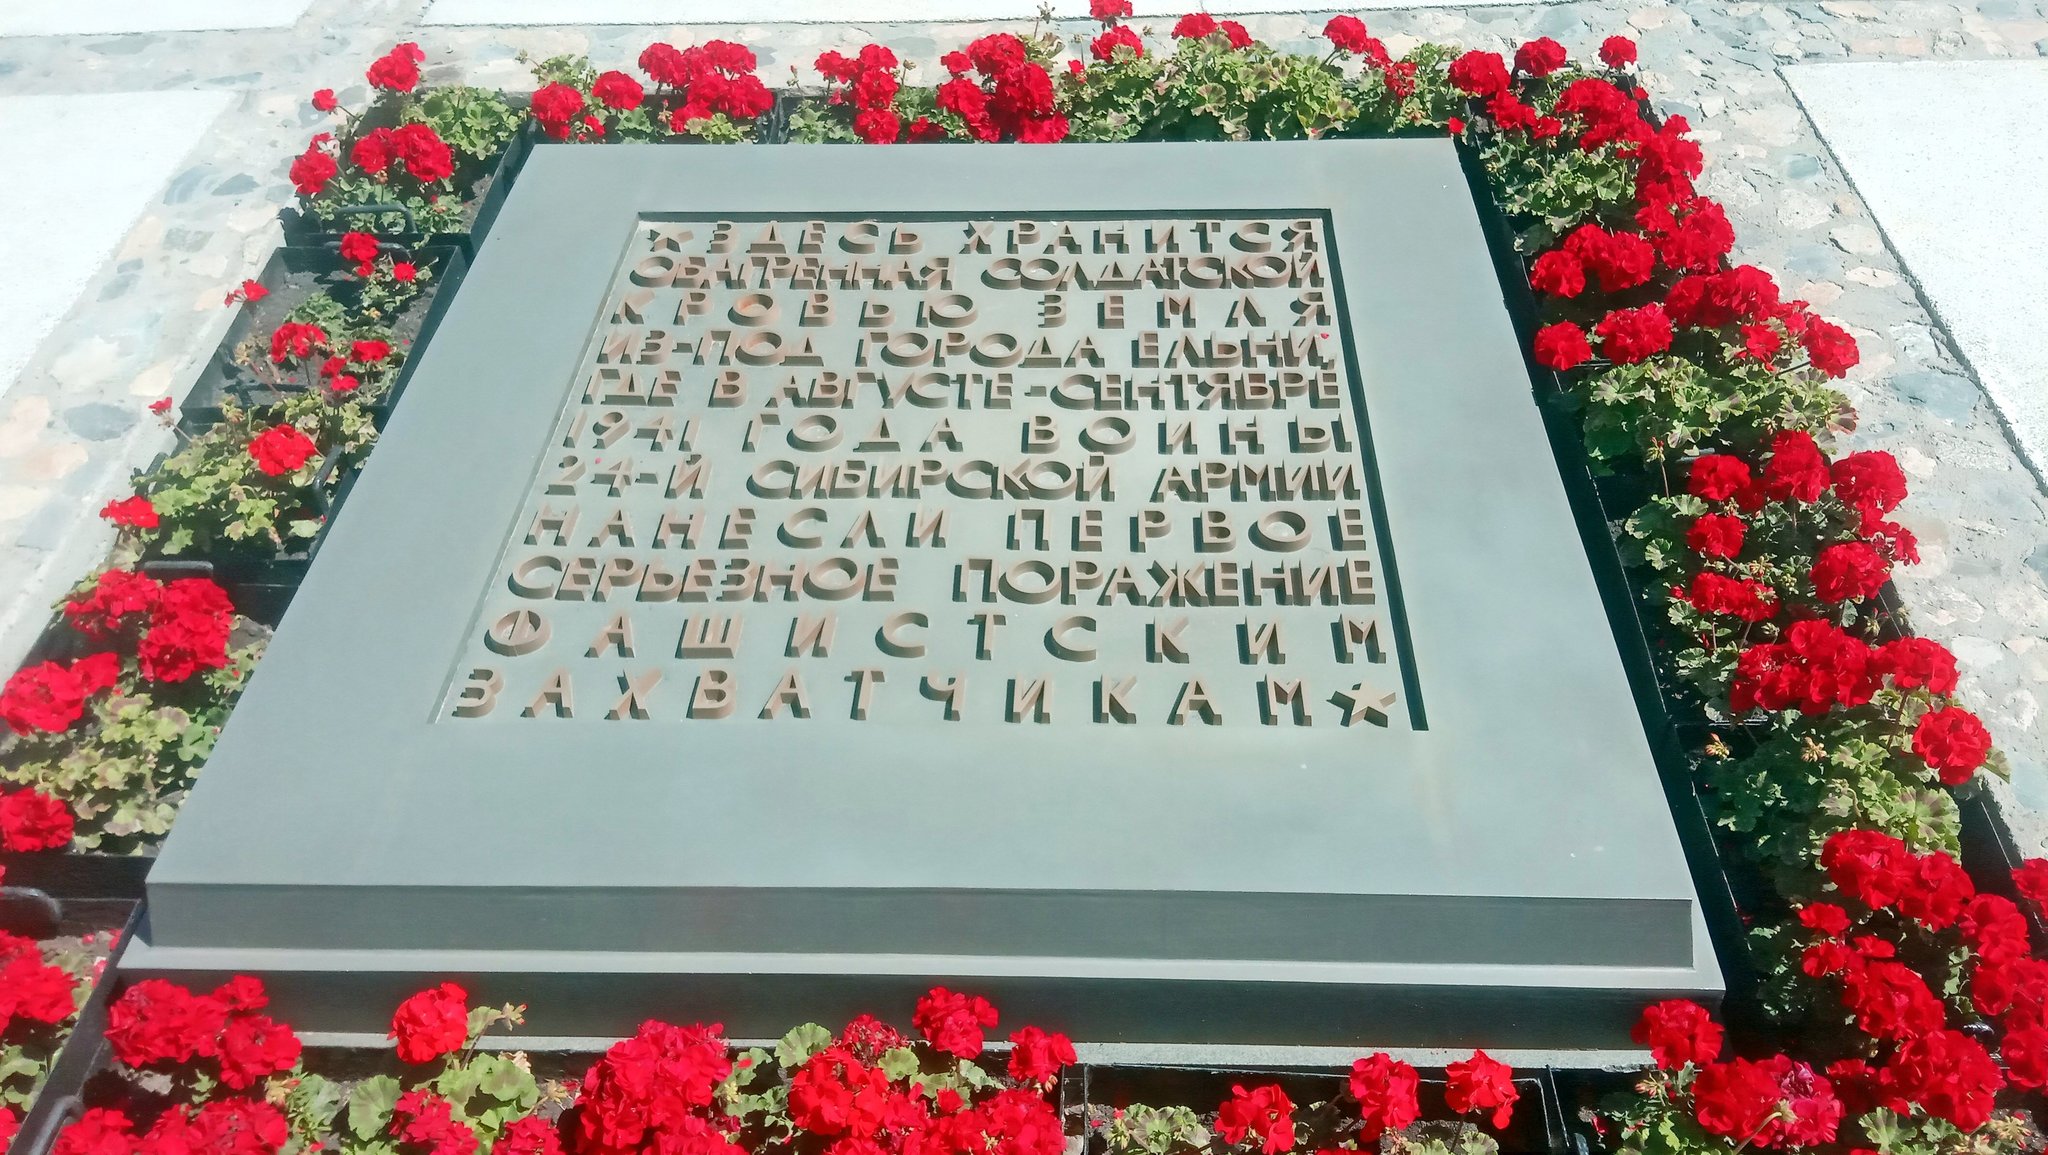 ★ЗДЕСЬ ХРАНИТСЯ
ОБАГРЕННАЯ СОЛДАТСКОЙ
КРОВЬЮ ЗЕМЛЯ
ИЗ-ПОД ГОРОДА ЕЛЬНИ,
ГДЕ В АВГУСТЕ-СЕНТЯБРЕ
1941 ГОДА ВОИНЫ
24-Й СИБИРСКОЙ АРМИИ
НАНЕСЛИ ПЕРВОЕ
СЕРЬЕЗНОЕ ПОРАЖЕНИЕ
ФАШИСТСКИМ
ЗАХВАТЧИКАМ★